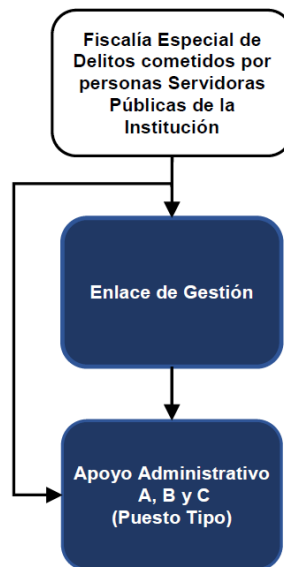 Fiscalía Especial de
Delitos cometidos por
personas Servidoras
Públicas de la
Institución
Enlace de Gestión
Apoyo Administrativo
A, B y C
(Puesto Tipo)